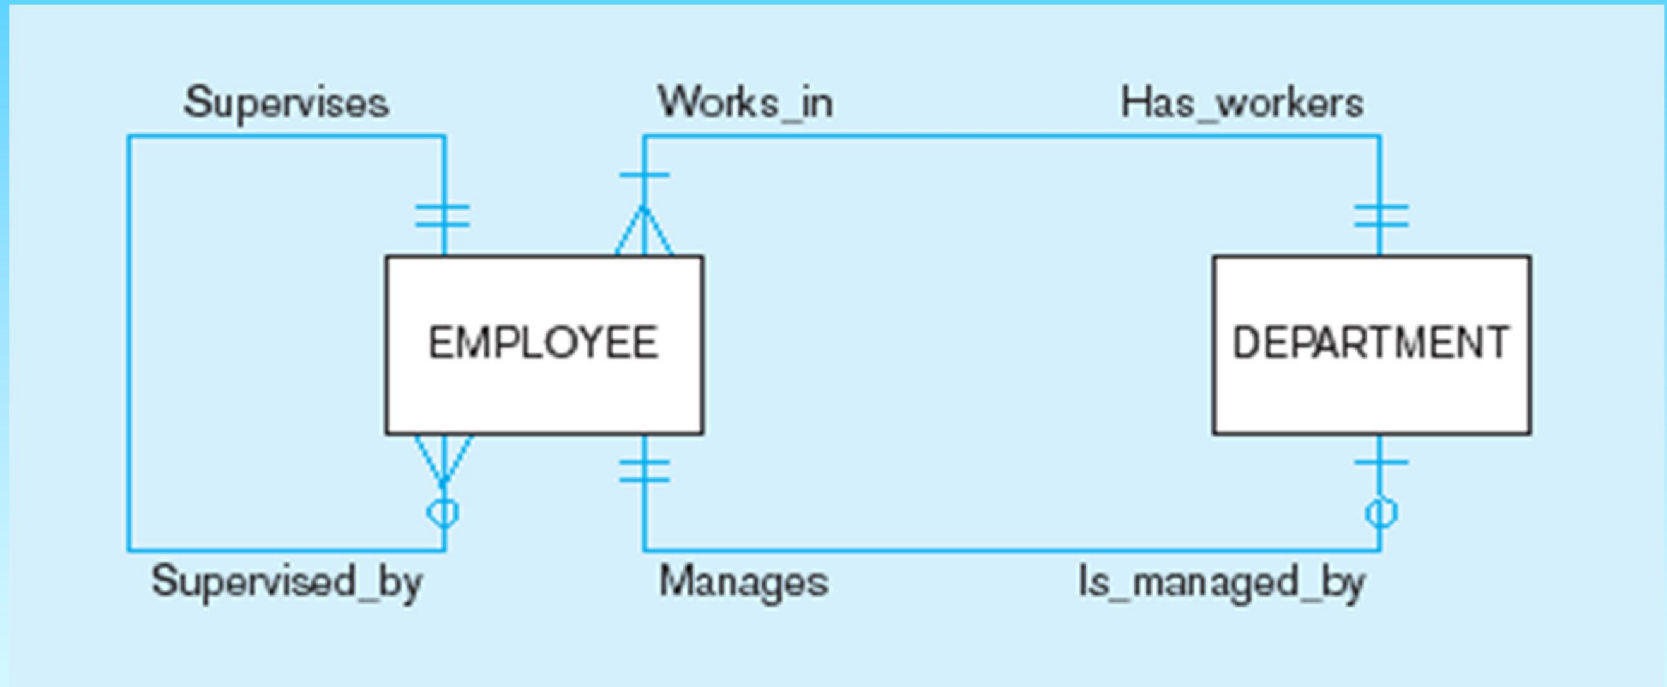 Supervises
Works_in
Has_workers
EMPLOYEE
DEPARTMENT
Supervised_by
Manages
Is_managed_by